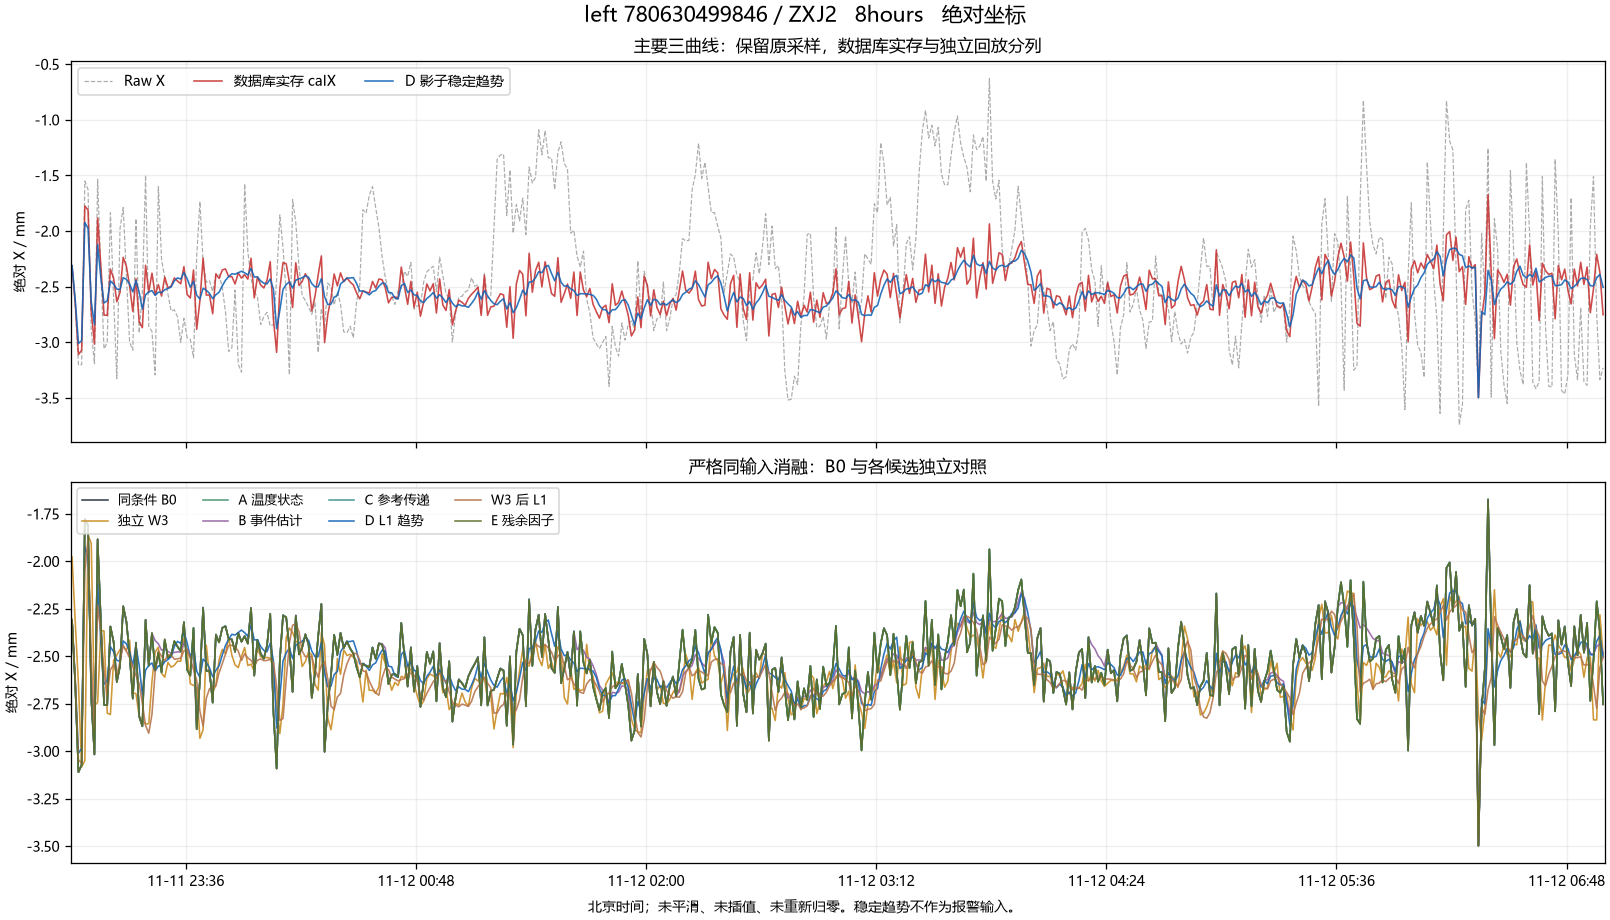 left 780630499846 / ZXJ2   8hours   绝对坐标
主要三曲线：保留原采样，数据库实存与独立回放分列
Raw X
数据库实存 calX
D 影子稳定趋势
绝对 X / mm
-0.5
-1.0
-1.5
-2.0
-2.5
-3.0
-3.5
严格同输入消融：B0 与各候选独立对照
同条件 B0
独立 W3
A 温度状态
B 事件估计
C 参考传递
D L1 趋势
W3 后 L1
E 残余因子
绝对 X / mm
-1.75
-2.00
-2.25
-2.50
-2.75
-3.00
-3.25
-3.50
11-11 23:36
11-12 00:48
11-12 02:00
11-12 03:12
11-12 04:24
11-12 05:36
11-12 06:48
北京时间；未平滑、未插值、未重新归零。稳定趋势不作为报警输入。